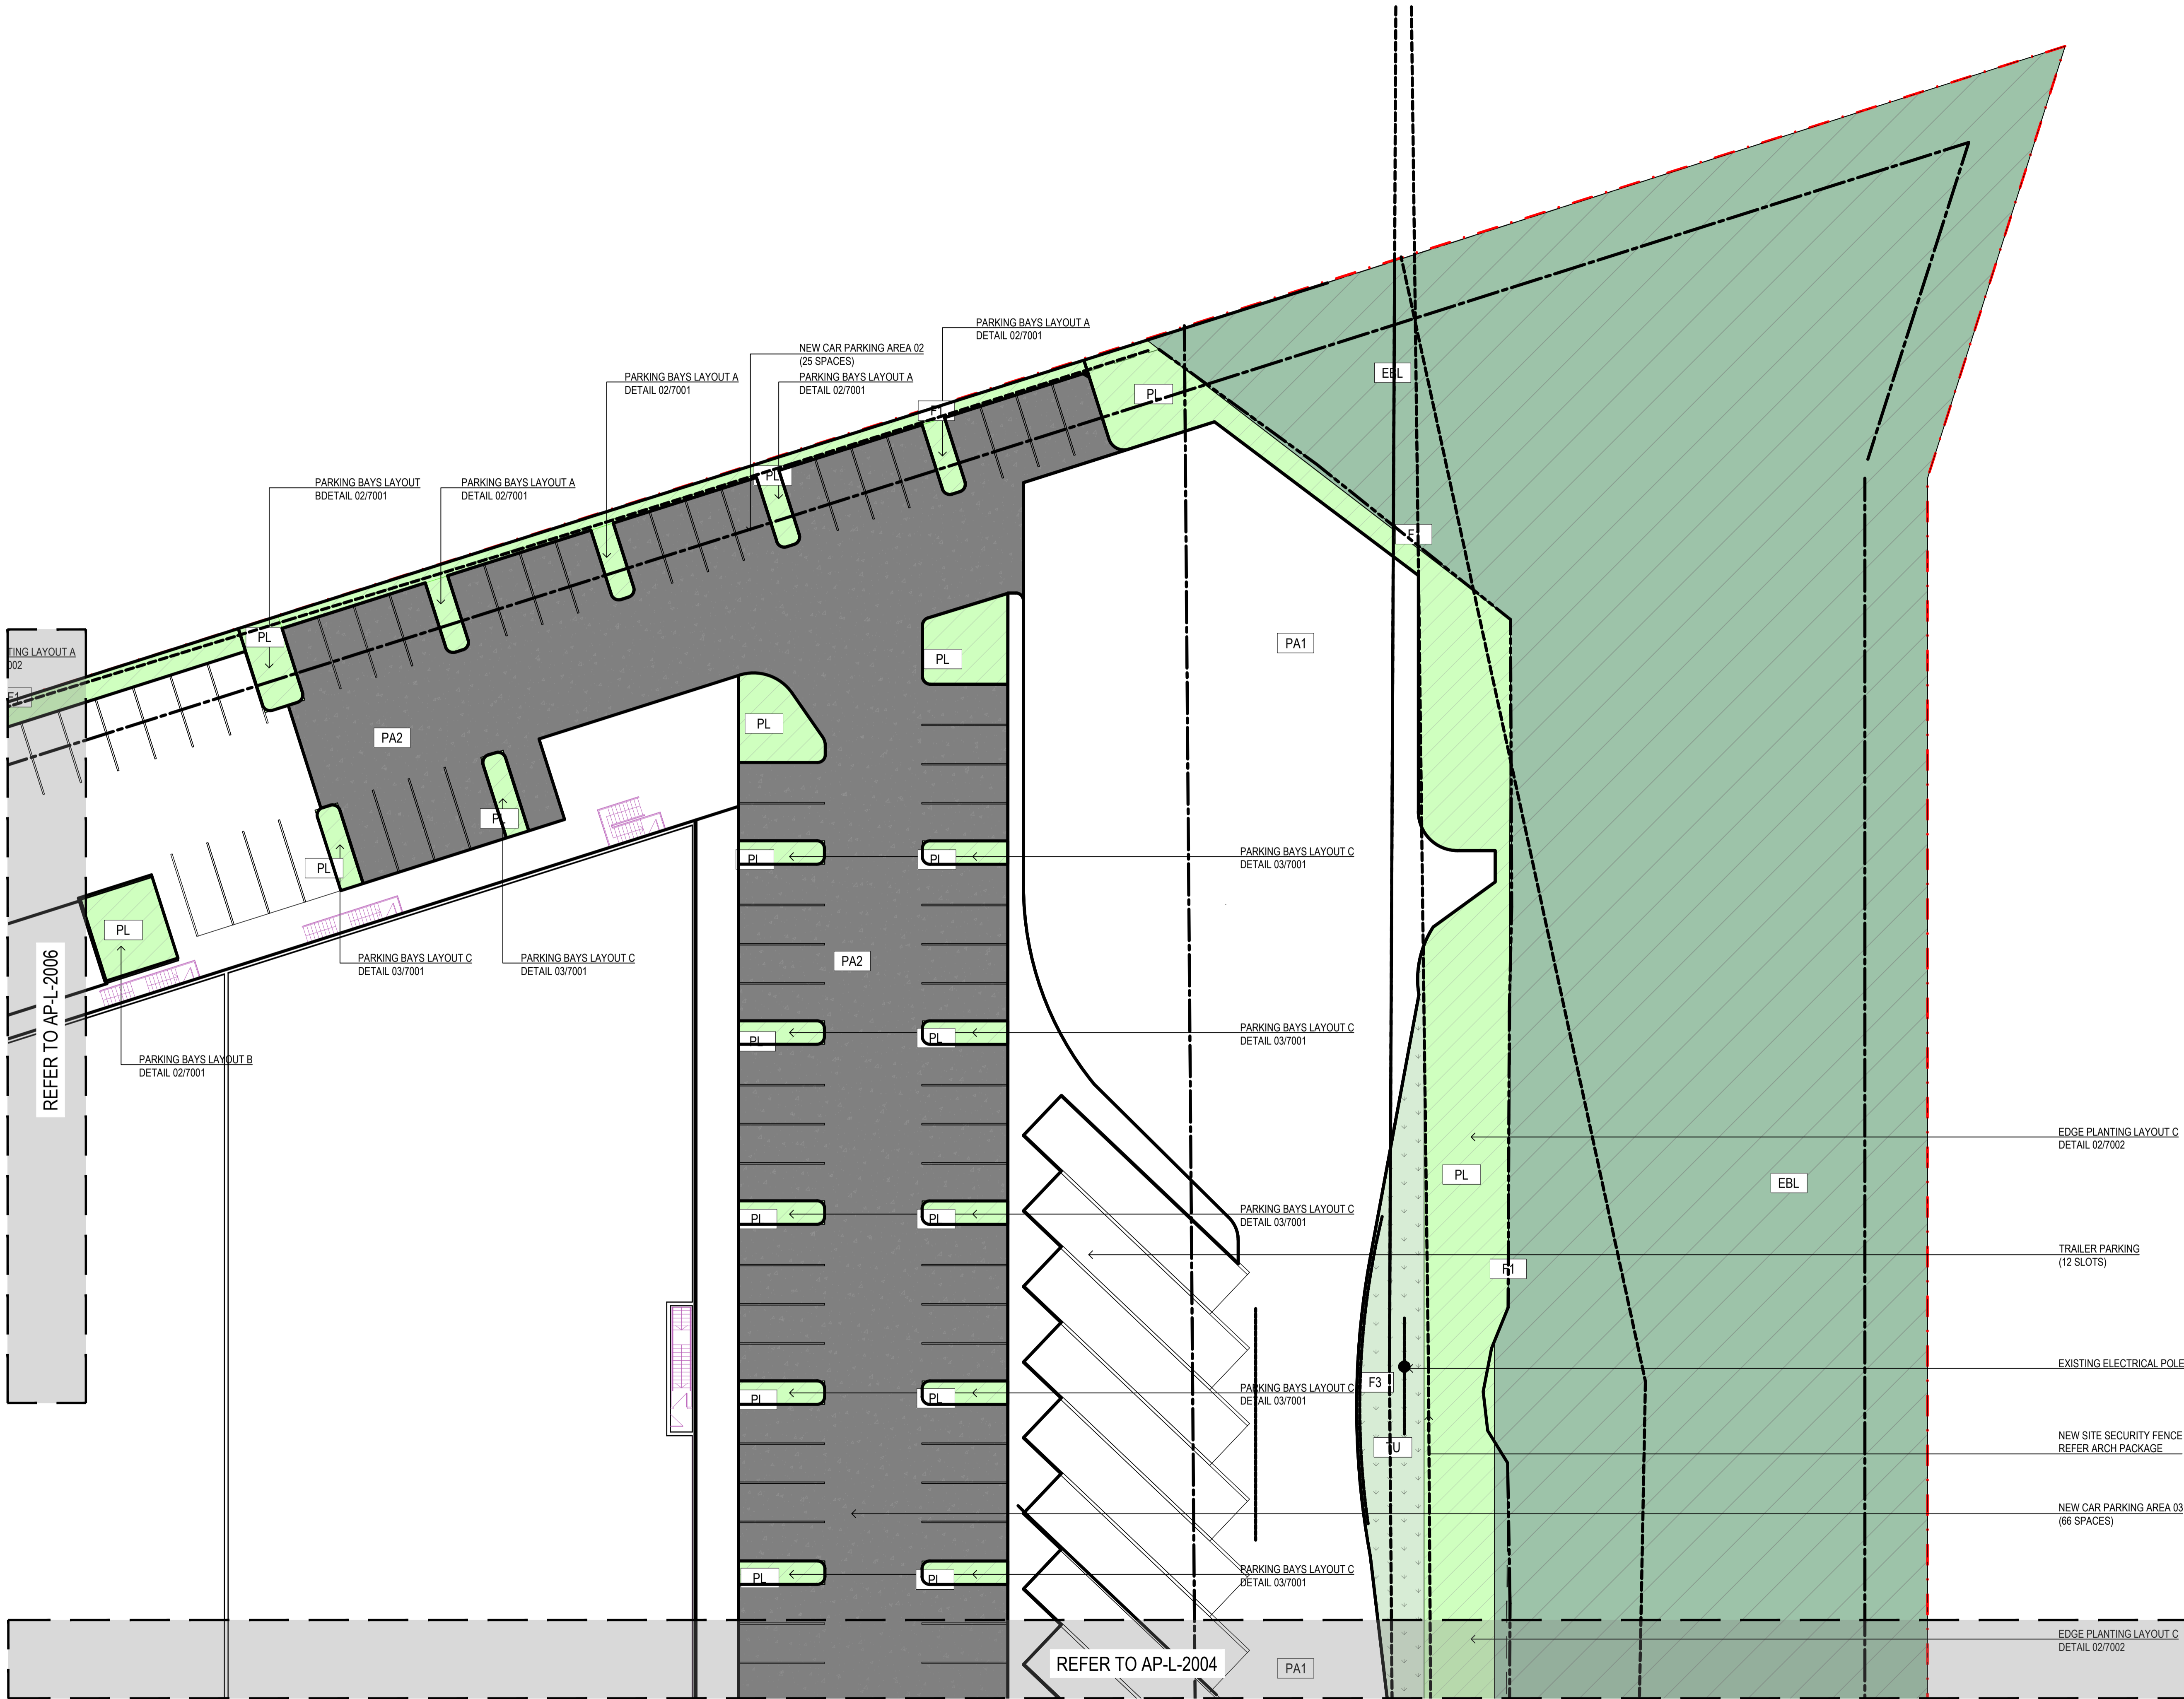 PARKING BAYS LAYOUT A
DETAIL 02/7001
NEW CAR PARKING AREA 02
(25 SPACES)
PARKING BAYS LAYOUT A
DETAIL 02/7001
PARKING BAYS LAYOUT A
DETAIL 02/7001
EBL
PL
F1
PL
PARKING BAYS LAYOUT
BDETAIL 02/7001
PARKING BAYS LAYOUT A
DETAIL 02/7001
PL
TING LAYOUT A
002
F1
PA1
PL
PL
PA2
PL
PL
PL
PL
PARKING BAYS LAYOUT C
DETAIL 03/7001
PL
PARKING BAYS LAYOUT C
DETAIL 03/7001
PARKING BAYS LAYOUT C
DETAIL 03/7001
PA2
REFER TO AP-L-2006
PL
PL
PARKING BAYS LAYOUT C
DETAIL 03/7001
PARKING BAYS LAYOUT B
DETAIL 02/7001
EDGE PLANTING LAYOUT C
DETAIL 02/7002
PL
EBL
PL
PL
PARKING BAYS LAYOUT C
DETAIL 03/7001
TRAILER PARKING
(12 SLOTS)
F1
EXISTING ELECTRICAL POLE
F3
PL
PL
PARKING BAYS LAYOUT C
DETAIL 03/7001
TU
NEW SITE SECURITY FENCE
REFER ARCH PACKAGE
NEW CAR PARKING AREA 03
(66 SPACES)
PL
PL
PARKING BAYS LAYOUT C
DETAIL 03/7001
EDGE PLANTING LAYOUT C
DETAIL 02/7002
REFER TO AP-L-2004
PA1